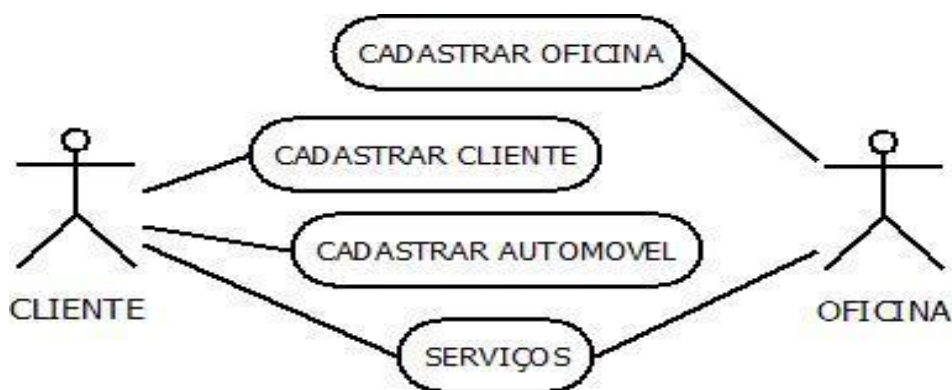 CADASTRAR OFICINA
CADASTRAR CLIENTE
CADASTRAR AUTOMOVEL
CLIENTE
OFICINA
SERVIÇOS